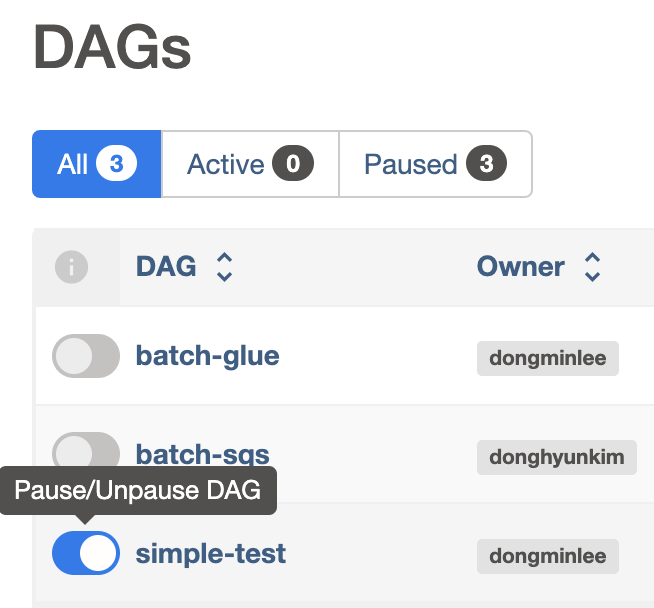 DAGs
All 3 Active 0 Paused 3
i DAG Owner
batch-glue dongminlee
batch-sqs donghyunkim
Pause/Unpause DAG
simple-test dongminlee